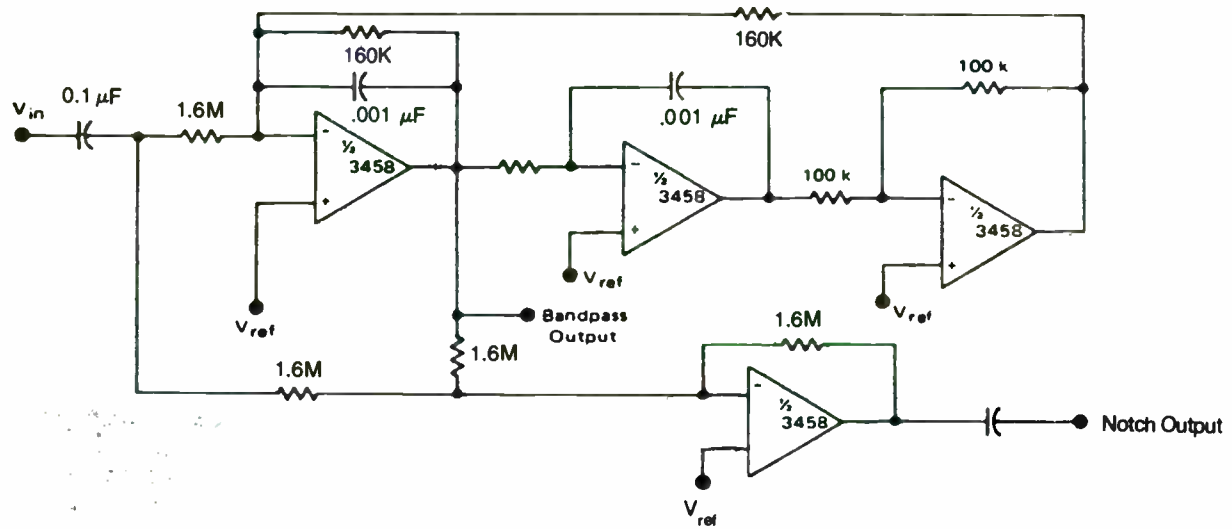 160K
160K
.001 μF
V_in
0.1 μF
1.6M
-
½
3458
+
V_ref
.001 μF
-
½
3458
+
V_ref
100 k
100 k
-
½
3458
+
V_ref
Bandpass
Output
1.6M
1.6M
1.6M
-
½
3458
V_ref
Notch Output